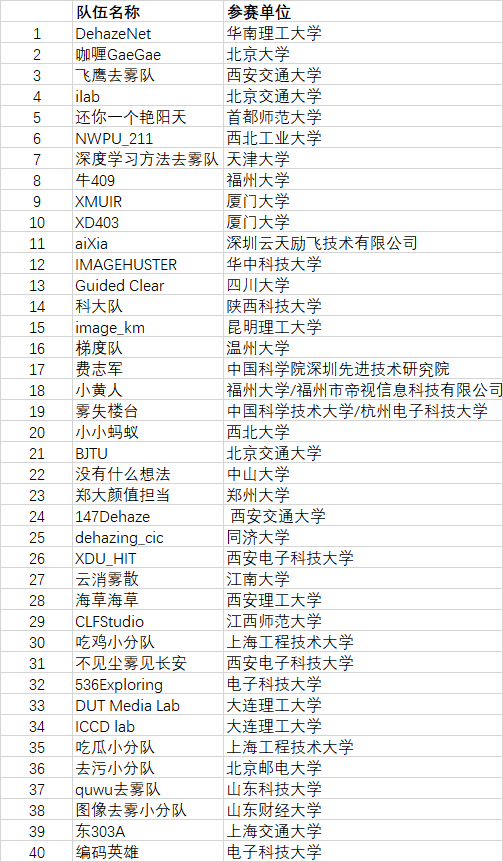 队伍名称 参赛单位
1 DehazeNet 华南理工大学
2 咖喱GaeGae 北京大学
3 飞鹰去雾队 西安交通大学
4 ilab 北京交通大学
5 还你一个艳阳天 首都师范大学
6 NWPU_211 西北工业大学
7 深度学习方法去雾队 天津大学
8 牛409 福州大学
9 XMUIR 厦门大学
10 XD403 厦门大学
11 aiXia 深圳云天励飞技术有限公司
12 IMAGEHUSTER 华中科技大学
13 Guided Clear 四川大学
14 科大队 陕西科技大学
15 image_km 昆明理工大学
16 梯度队 温州大学
17 费志军 中国科学院深圳先进技术研究院
18 小黄人 福州大学/福州市帝视信息科技有限公司
19 雾失楼台 中国科学技术大学/杭州电子科技大学
20 小小蚂蚁 西北大学
21 BJTU 北京交通大学
22 没有什么想法 中山大学
23 郑大颜值担当 郑州大学
24 147Dehaze 西安交通大学
25 dehazing_cic 同济大学
26 XDU_HIT 西安电子科技大学
27 云消雾散 江南大学
28 海草海草 西安理工大学
29 CLFStudio 江西师范大学
30 吃鸡小分队 上海工程技术大学
31 不见尘雾见长安 西安电子科技大学
32 536Exploring 电子科技大学
33 DUT Media Lab 大连理工大学
34 ICCD lab 大连理工大学
35 吃瓜小分队 上海工程技术大学
36 去污小分队 北京邮电大学
37 quwu去雾队 山东科技大学
38 图像去雾小分队 山东财经大学
39 东303A 上海交通大学
40 编码英雄 电子科技大学